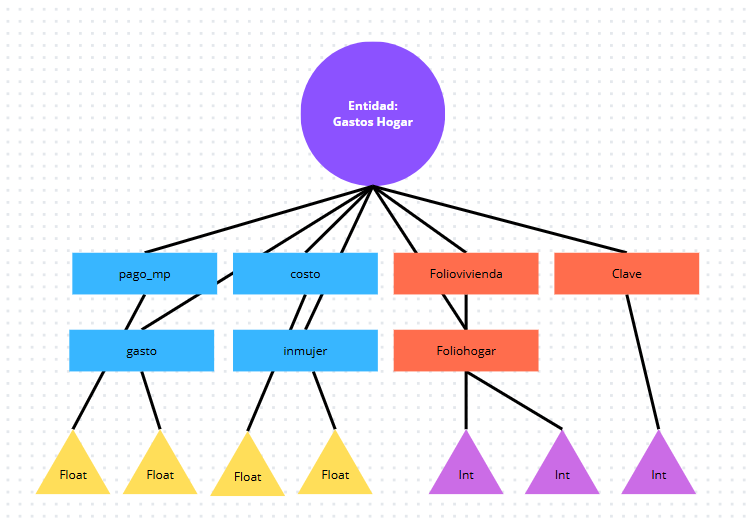 Entidad:
Gastos Hogar
pago_mp
costo
Foliovivienda
Clave
gasto
inmujer
Foliohogar
Float
Float
Float
Float
Int
Int
Int